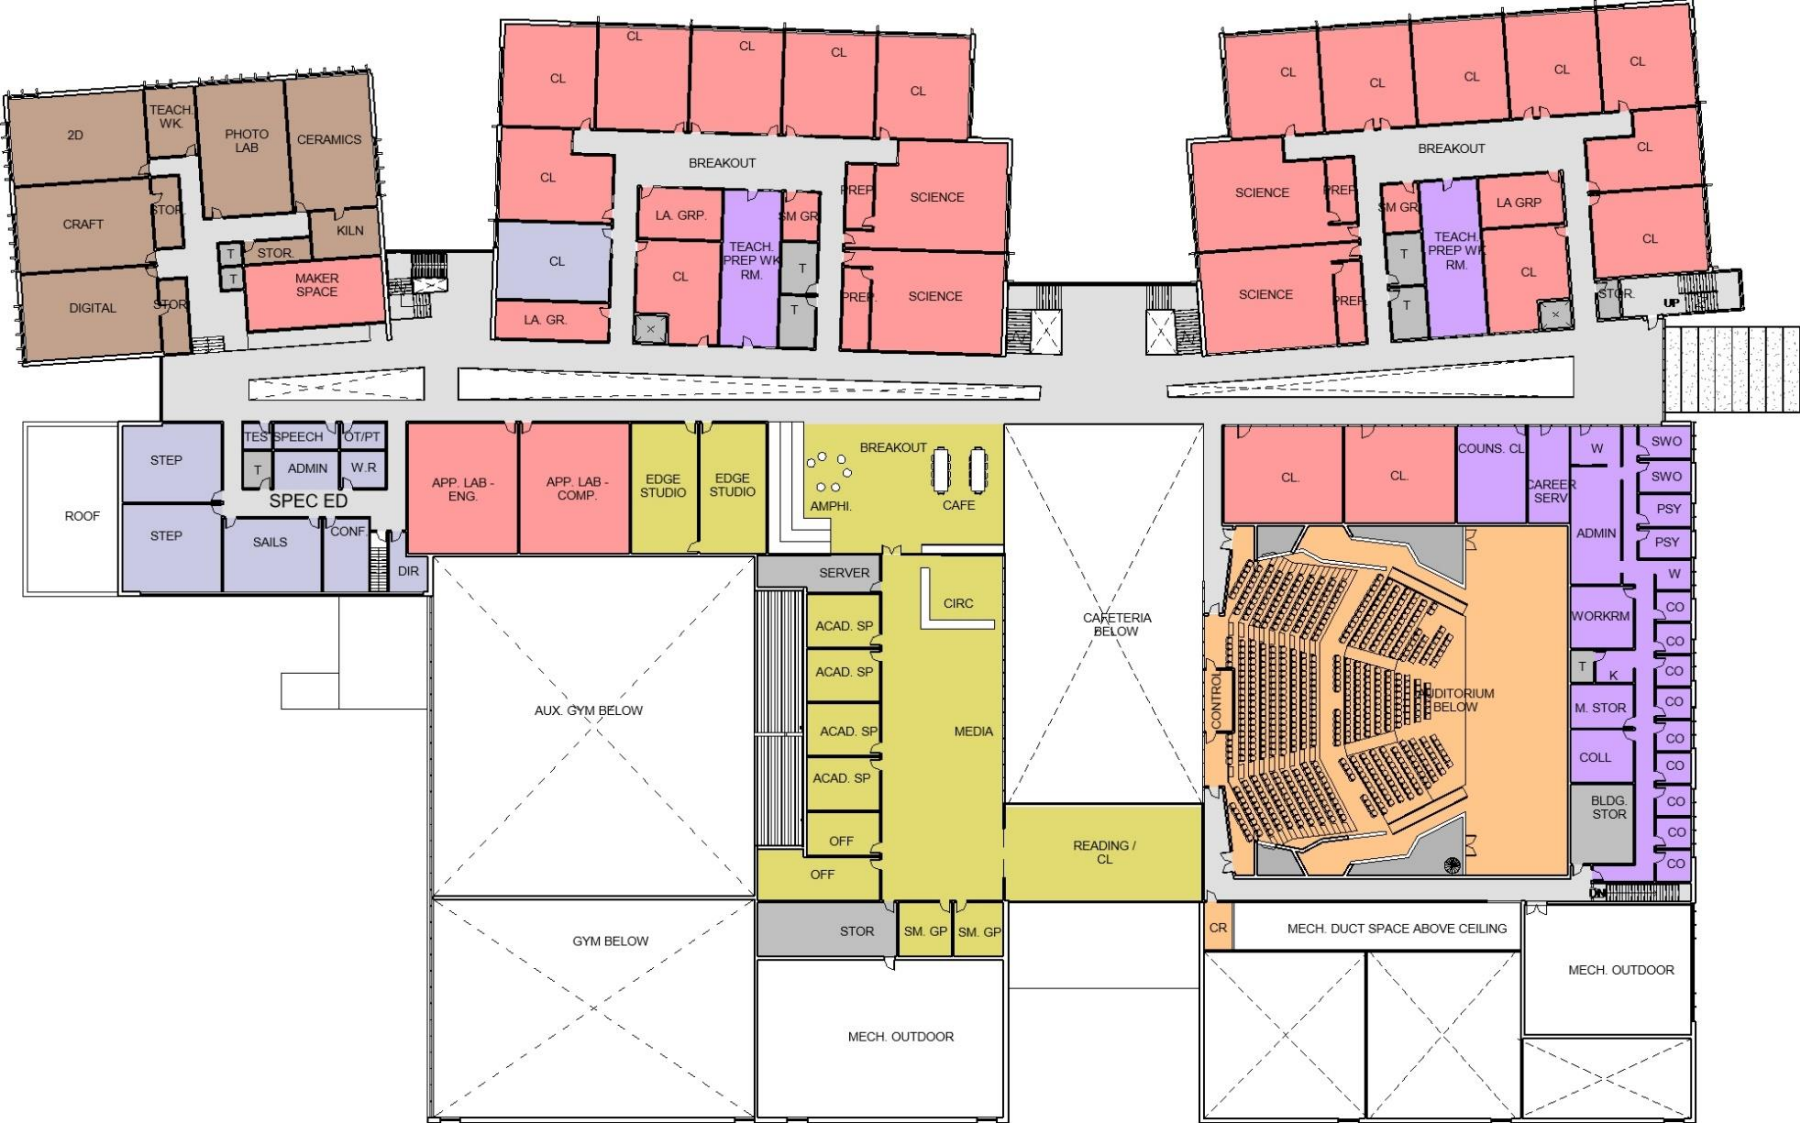 2D
TEACH.
WK.
PHOTO
LAB
CERAMICS
CRAFT
STOR.
KILN
T
STOR.
T
MAKER
SPACE
DIGITAL
STOR.
CL
CL
CL
CL
CL
BREAKOUT
CL
PREP.
SCIENCE
LA. GRP.
SM GR.
TEACH.
PREP WK
RM.
CL
CL
T
PREP.
SCIENCE
T
LA. GR.
X
CL
CL
CL
CL
CL
BREAKOUT
CL
SCIENCE
PREP.
SM GR.
LA GRP
TEACH.
PREP WK
RM.
CL
T
CL
SCIENCE
PREP.
T
STOR.
UP
X
STEP
TES
SPEECH
OT/PT
T
ADMIN
W.R
SPEC ED
ROOF
STEP
SAILS
CONF.
DIR
APP. LAB -
ENG.
APP. LAB -
COMP.
EDGE
STUDIO
EDGE
STUDIO
BREAKOUT
AMPHI.
CAFE
CL.
CL.
COUNS. CL
CAREER
SERV
W
SWO
SWO
PSY
ADMIN
PSY
W
SERVER
CIRC
ACAD. SP
ACAD. SP
ACAD. SP
ACAD. SP
OFF
OFF
MEDIA
CAFETERIA
BELOW
AUX. GYM BELOW
READING /
CL
CONTROL
AUDITORIUM
BELOW
WORKRM
T
K
M. STOR
COLL
BLDG.
STOR
CO
CO
CO
CO
CO
CO
CO
CO
CO
DN
GYM BELOW
STOR
SM. GP
SM. GP
CR
MECH. DUCT SPACE ABOVE CEILING
MECH. OUTDOOR
MECH. OUTDOOR